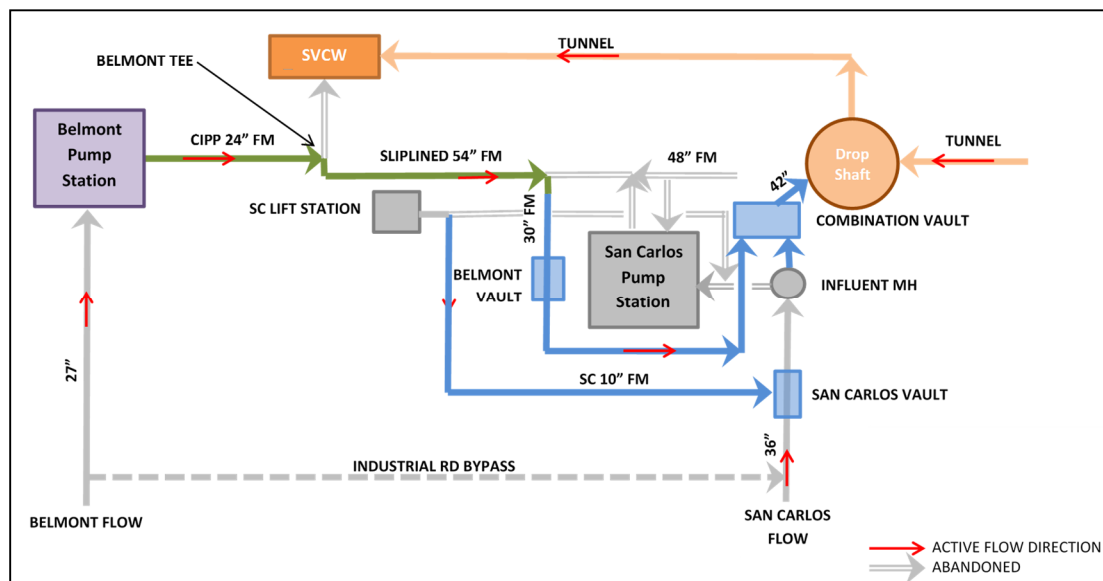 TUNNEL
SVCW
BELMONT TEE
Belmont
Pump
Station
CIPP 24” FM
SLIPLINED 54” FM
48” FM
Drop
Shaft
TUNNEL
42”
SC LIFT STATION
30” FM
COMBINATION VAULT
San Carlos
Pump
Station
BELMONT
VAULT
INFLUENT MH
27”
SC 10” FM
SAN CARLOS VAULT
36”
INDUSTRIAL RD BYPASS
BELMONT FLOW
SAN CARLOS
FLOW
ACTIVE FLOW DIRECTION
ABANDONED